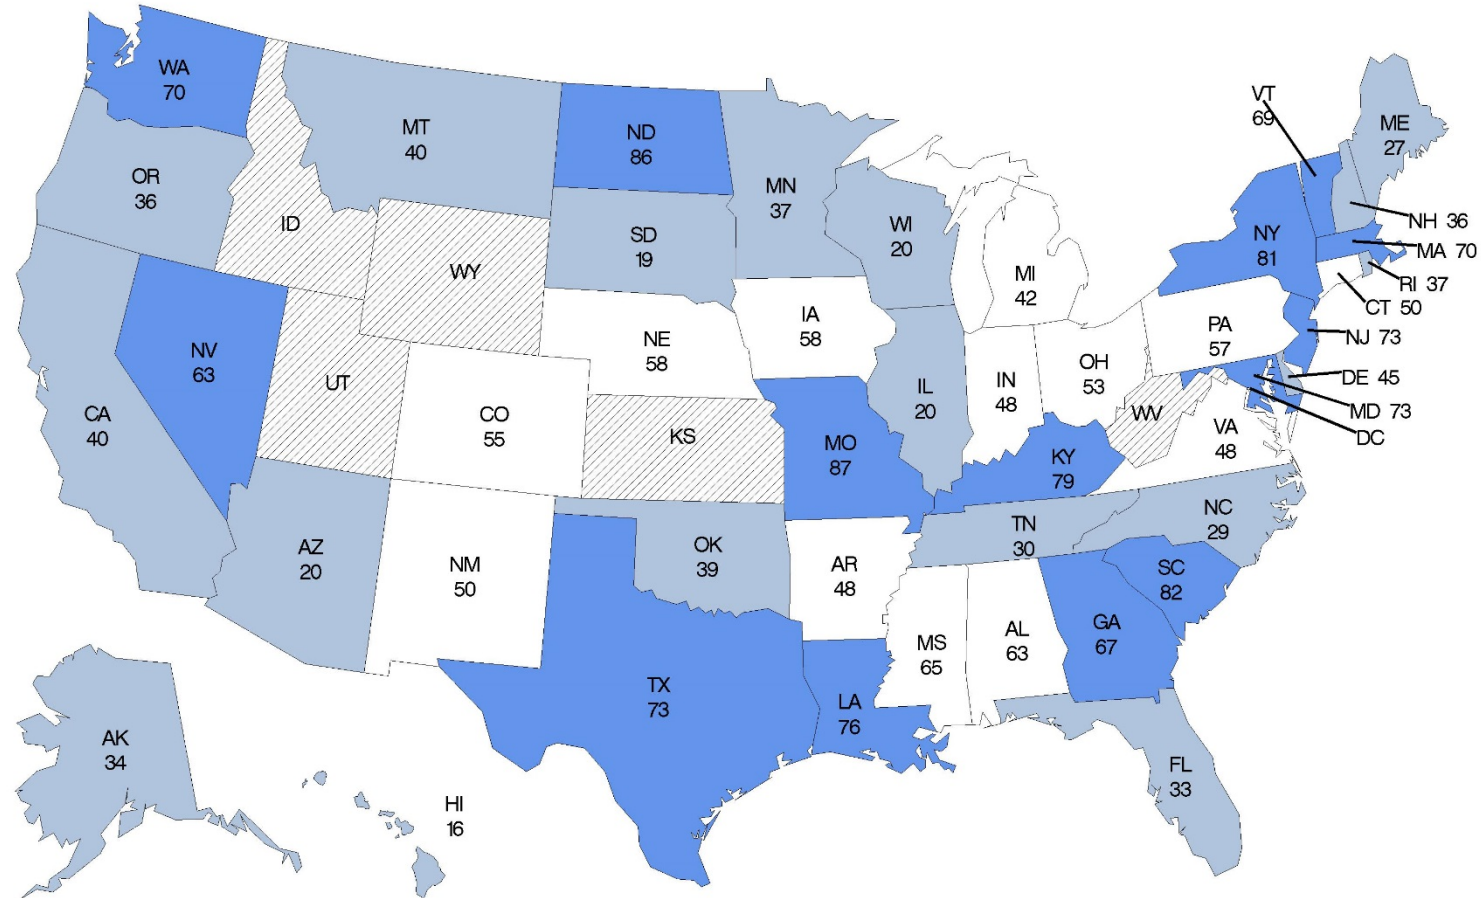 WA
70
OR
36
CA
40
NV
63
ID
MT
40
WY
UT
AZ
20
CO
55
NM
50
ND
86
SD
19
NE
58
KS
OK
39
TX
73
MN
37
IA
58
MO
87
AR
48
LA
76
WI
20
IL
20
MI
42
IN
48
OH
53
KY
79
TN
30
MS
65
AL
63
GA
67
FL
33
SC
82
NC
29
VA
48
WV
PA
57
NY
81
VT
69
ME
27
NH 36
MA 70
RI 37
CT 50
NJ 73
DE 45
MD 73
DC
AK
34
HI
16